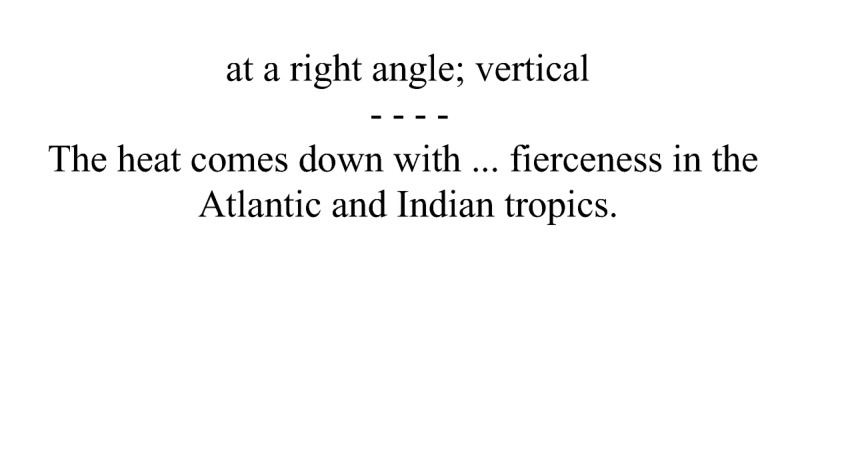 at a right angle; vertical
- - - -
The heat comes down with ... fierceness in the
Atlantic and Indian tropics.